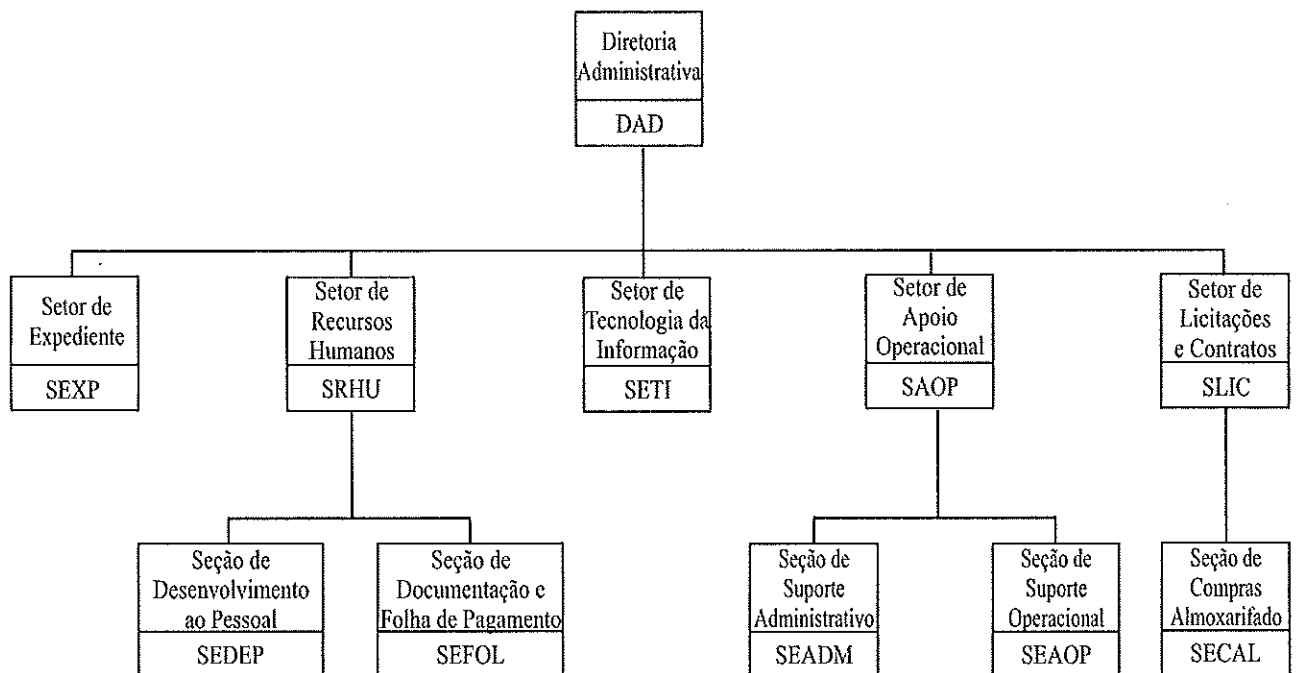 Diretoria
Administrativa
DAD
Setor de
Expediente
SEXP
Setor de
Recursos
Humanos
SRHU
Setor de
Tecnologia da
Informação
SETI
Setor de
Apoio
Operacional
SAOP
Setor de
Licitações
e Contratos
SLIC
Seção de
Desenvolvimento
ao Pessoal
SEDEP
Seção de
Documentação e
Folha de Pagamento
SEFOL
Seção de
Suporte
Administrativo
SEADM
Seção de
Suporte
Operacional
SEAOP
Seção de
Compras
Almoxarifado
SECAL